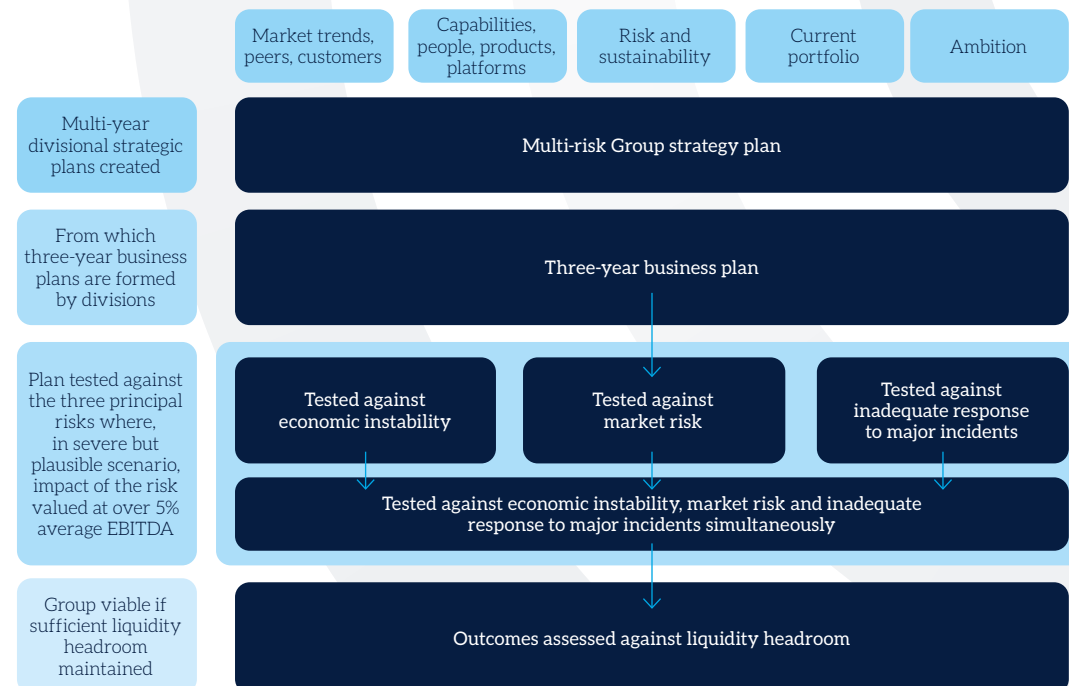 Market trends,
peers, customers
Capabilities,
people, products,
platforms
Risk and
sustainability
Current
portfolio
Ambition
Multi-year
divisional strategic
plans created
Multi-risk Group strategy plan
From which
three-year business
plans are formed
by divisions
Three-year business plan
Plan tested against
the three principal
risks where,
in severe but
plausible scenario,
impact of the risk
valued at over 5%
average EBITDA
Tested against
economic instability
Tested against
market risk
Tested against
inadequate response
to major incidents
Tested against economic instability, market risk and inadequate
response to major incidents simultaneously
Group viable if
sufficient liquidity
headroom
maintained
Outcomes assessed against liquidity headroom